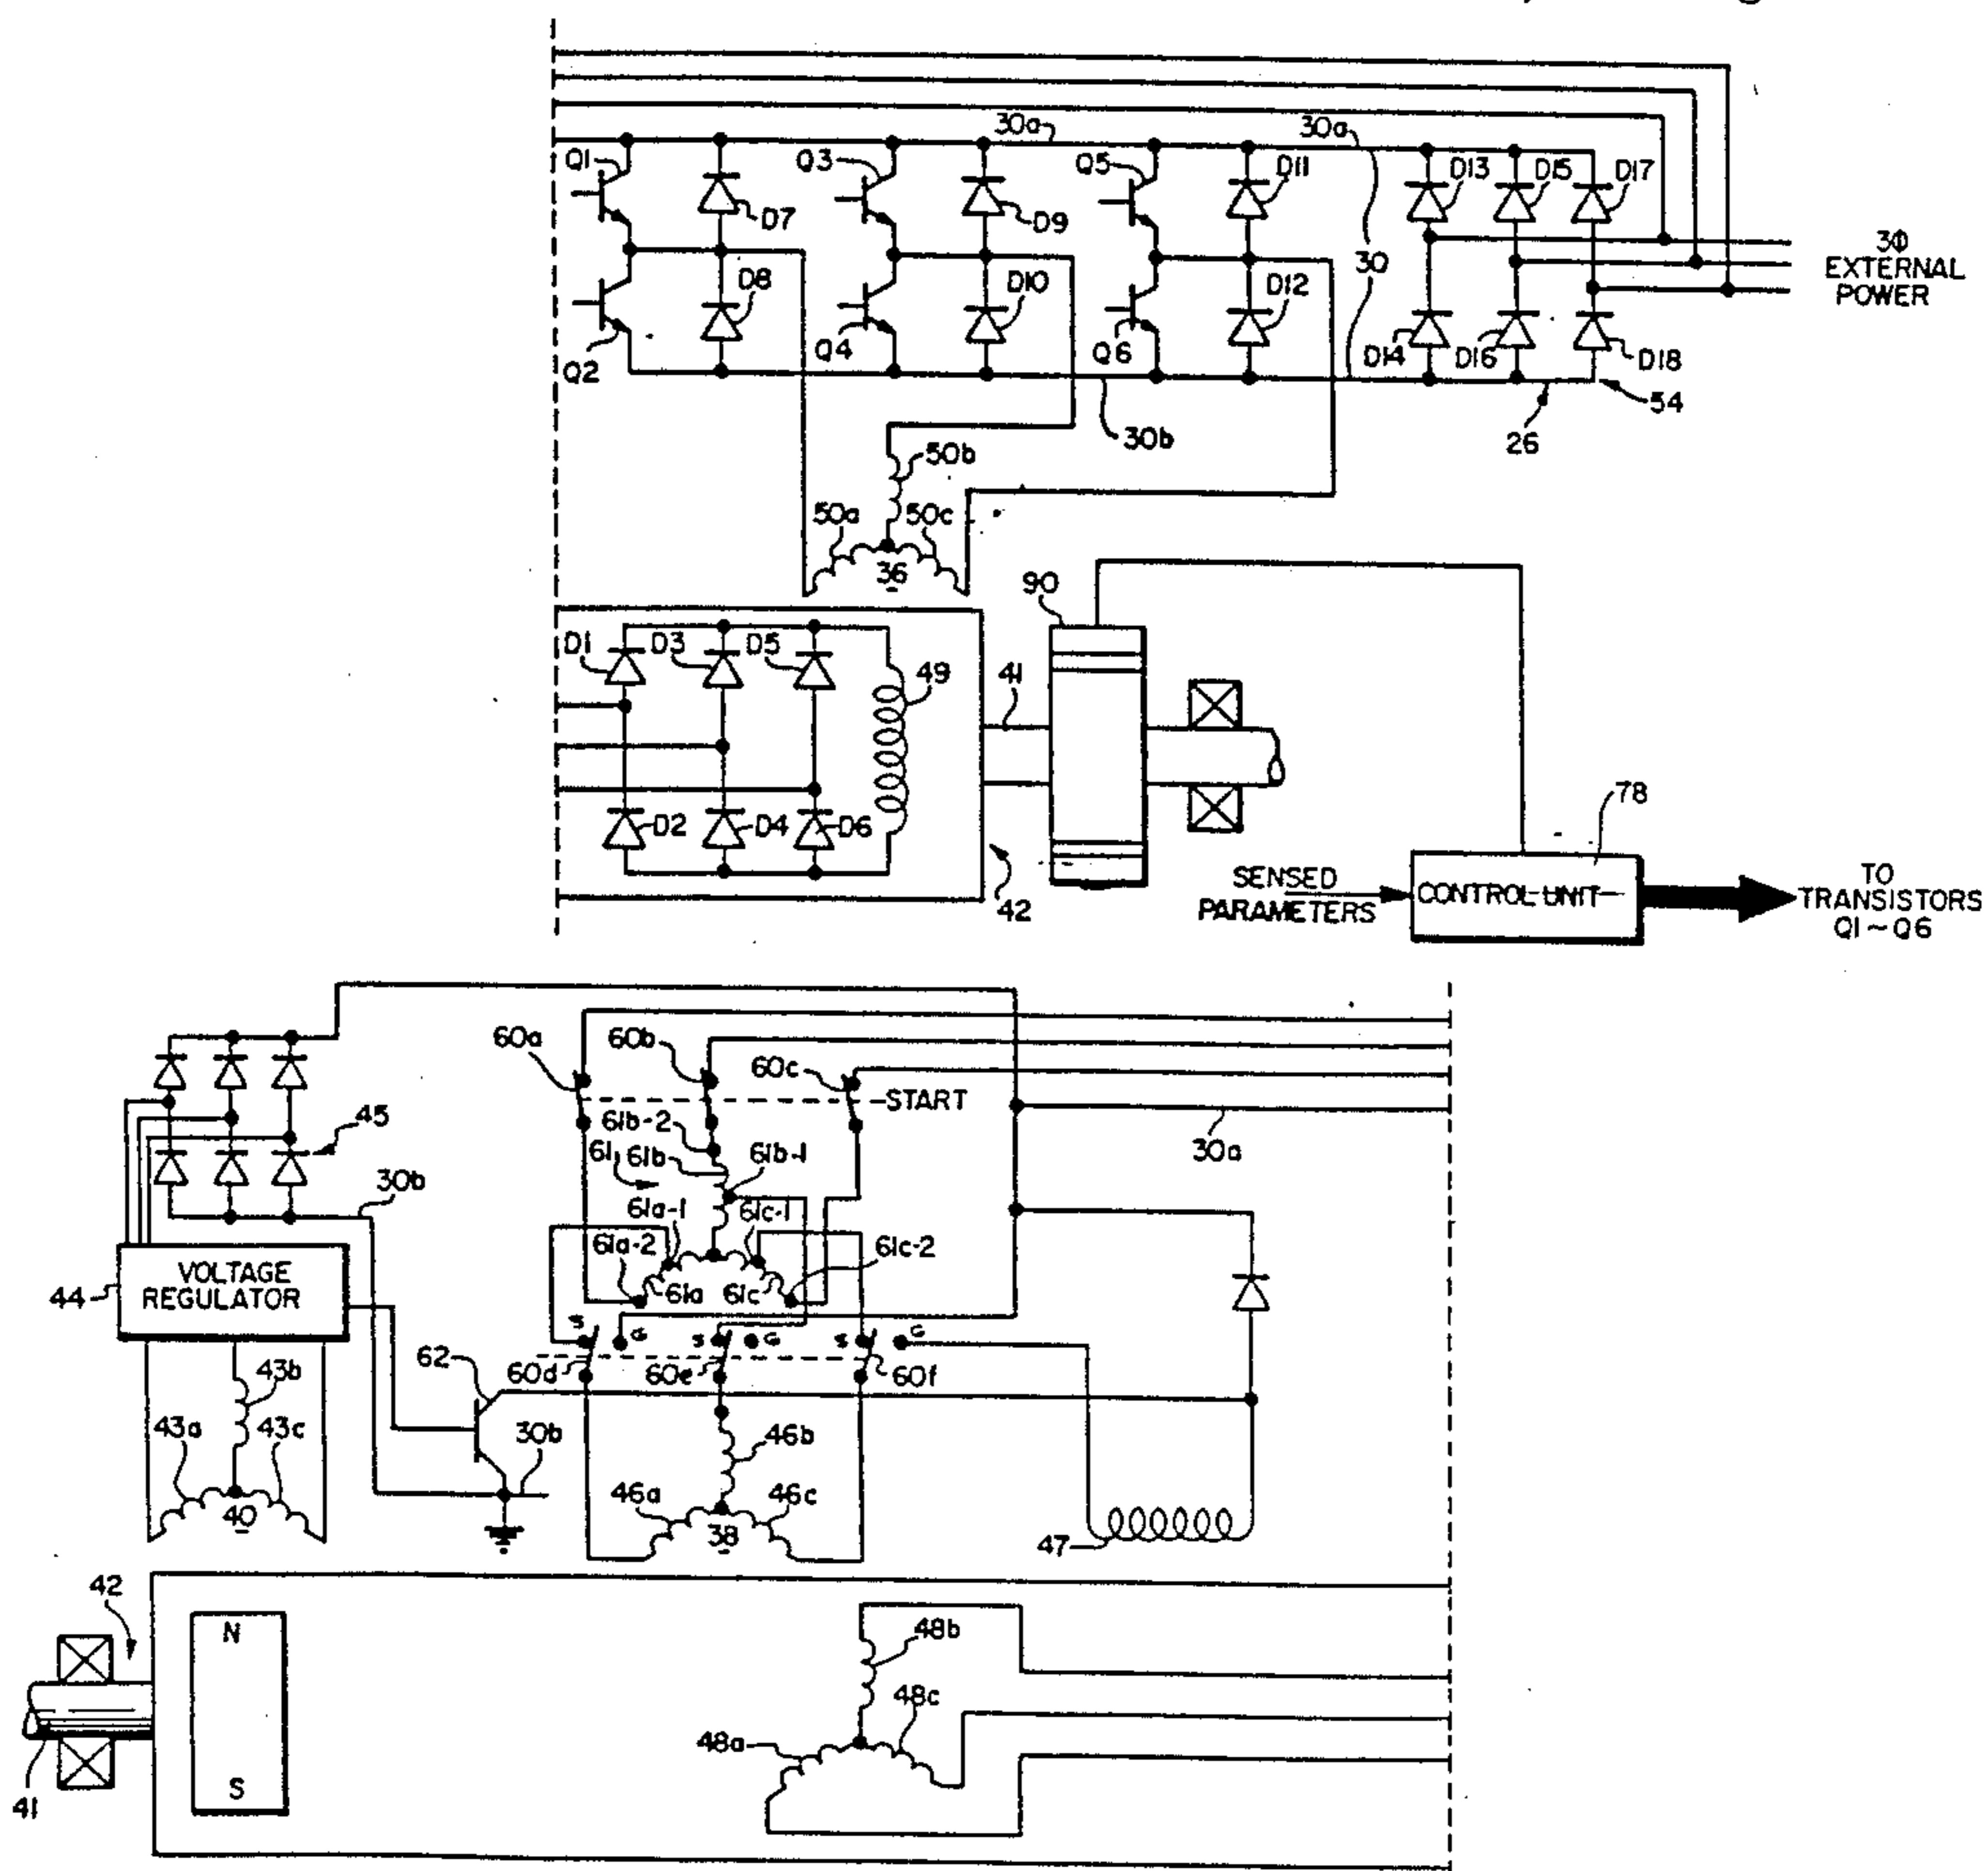 30a
30a
Q1
Q3
Q5
D11
D13
D15
D17
D7
D9
3Φ
EXTERNAL
POWER
30
D8
D10
D12
Q2
Q4
Q6
D14
D16
D18
54
30b
26
50b
50a
50c
36
90
D1
D3
D5
49
41
78
D2
D4
D6
SENSED
PARAMETERS
CONTROL UNIT
TO
TRANSISTORS
Q1~Q6
42
60a
60b
60c
START
45
61b-2
30a
61
61b
61b-1
30b
61a-1
61c-1
61a-2
61c-2
VOLTAGE
REGULATOR
44
61a
61c
S
G
S
G
S
G
62
60d
60e
60f
43b
43a
43c
30b
46b
46a
46c
40
38
47
42
N
48b
48c
48a
S
41